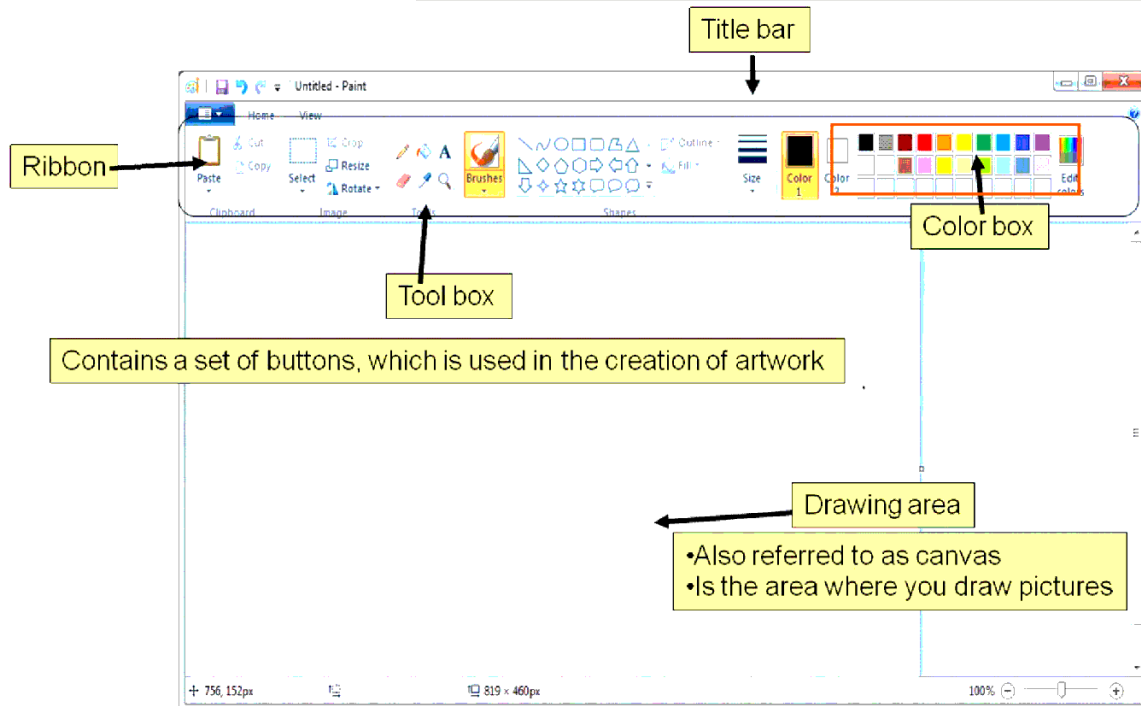 Title bar
Untitled - Paint
Home View
Ribbon
Paste
Cut
Copy
Clipboard
Select
Crop
Resize
Rotate
Image
Tools
Brushes
Shapes
Outline
Fill
Size
Color
1
Color
2
Edit
colors
Color box
Tool box
Contains a set of buttons, which is used in the creation of artwork
Drawing area
•Also referred to as canvas
•Is the area where you draw pictures
756, 152px
819 × 460px
100%